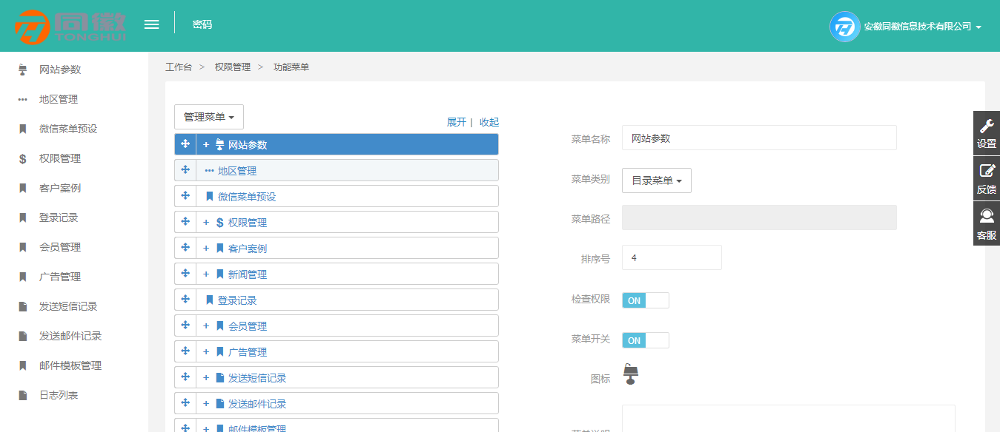 同徽
TONGHUI
密码
安徽同徽信息技术有限公司
网站参数
地区管理
微信菜单预设
权限管理
客户案例
登录记录
会员管理
广告管理
发送短信记录
发送邮件记录
邮件模板管理
日志列表
工作台 > 权限管理 > 功能菜单
管理菜单
展开 | 收起
+ 网站参数
地区管理
微信菜单预设
+ $ 权限管理
+ 客户案例
+ 新闻管理
登录记录
+ 会员管理
+ 广告管理
+ 发送短信记录
+ 发送邮件记录
+ 邮件模板管理
菜单名称 网站参数
菜单类别 目录菜单
菜单路径
排序号 4
检查权限 ON
菜单开关 ON
图标
菜单说明
设置
反馈
客服